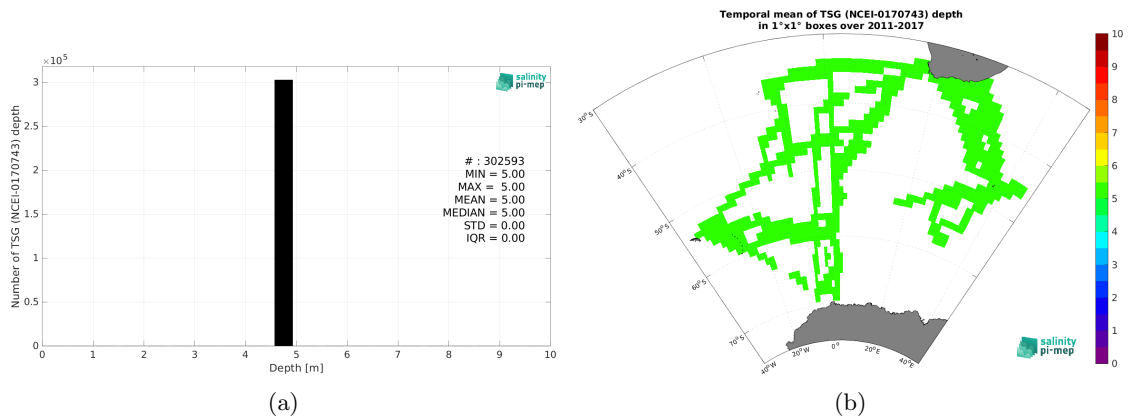 ×10⁵
3
2.5
2
1.5
1
0.5
0
Number of TSG (NCEI-0170743) depth
0 1 2 3 4 5 6 7 8 9 10
Depth [m]
salinity
pi-mep
# : 302593
MIN = 5.00
MAX = 5.00
MEAN = 5.00
MEDIAN = 5.00
STD = 0.00
IQR = 0.00
(a)
Temporal mean of TSG (NCEI-0170743) depth
in 1°x1° boxes over 2011-2017
30°S
40°S
50°S
60°S
70°S
40°W
20°W
0°
20°E
40°E
10
9
8
7
6
5
4
3
2
1
0
salinity
pi-mep
(b)